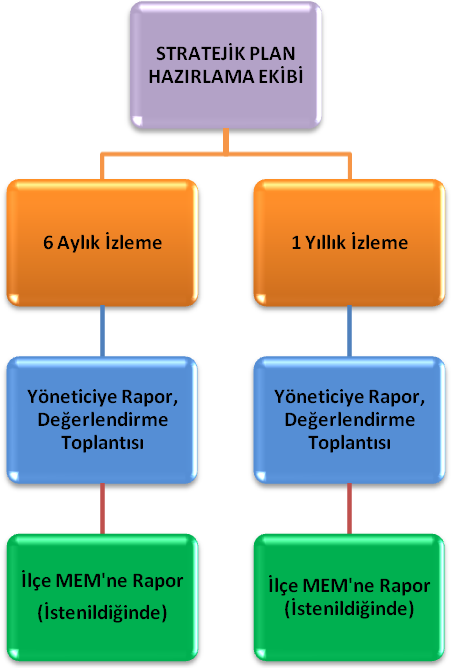 STRATEJİK PLAN
HAZIRLAMA EKİBİ
6 Aylık İzleme
1 Yıllık İzleme
Yöneticiye Rapor,
Değerlendirme
Toplantısı
Yöneticiye Rapor,
Değerlendirme
Toplantısı
İlçe MEM'ne Rapor
(İstenildiğinde)
İlçe MEM'ne Rapor
(İstenildiğinde)